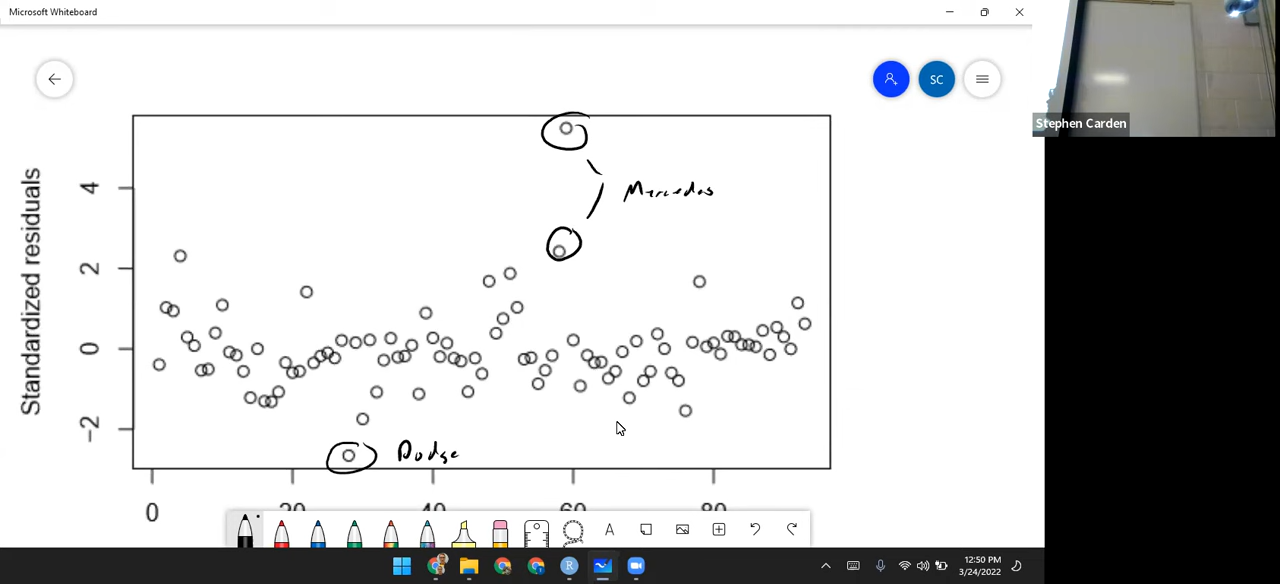 Microsoft Whiteboard
SC
Stephen Carden
Standardized residuals
4
2
0
-2
Mercedes
Dodge
0
20
40
60
80
A
R
12:50 PM
3/24/2022